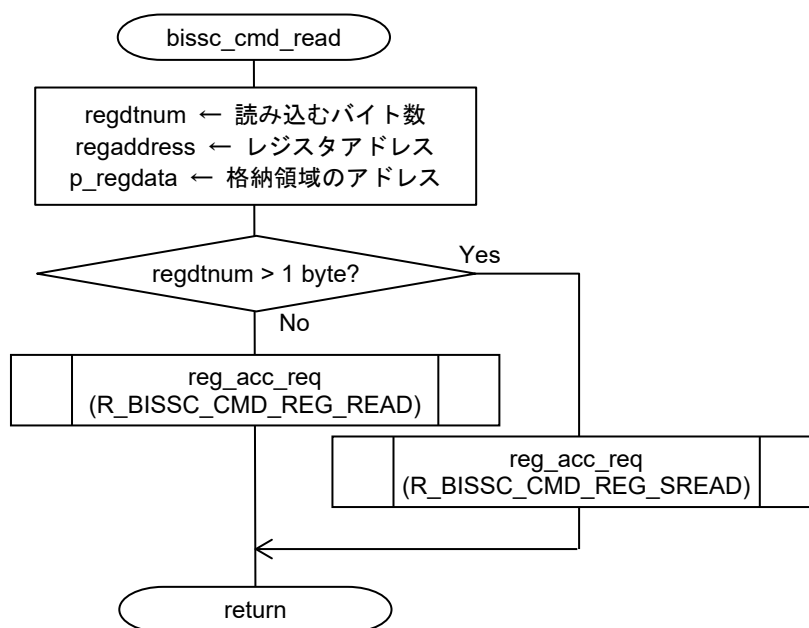 bissc_cmd_read
regdtnum ← 読み込むバイト数
regaddress ← レジスタアドレス
p_regdata ← 格納領域のアドレス
Yes
regdtnum > 1 byte?
No
reg_acc_req
(R_BISSC_CMD_REG_READ)
reg_acc_req
(R_BISSC_CMD_REG_SREAD)
return